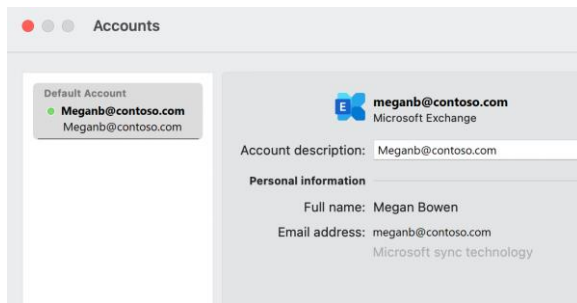 Accounts
Default Account
Meganb@contoso.com
Meganb@contoso.com
E
meganb@contoso.com
Microsoft Exchange
Account description: Meganb@contoso.com
Personal information
Full name: Megan Bowen
Email address: meganb@contoso.com
Microsoft sync technology